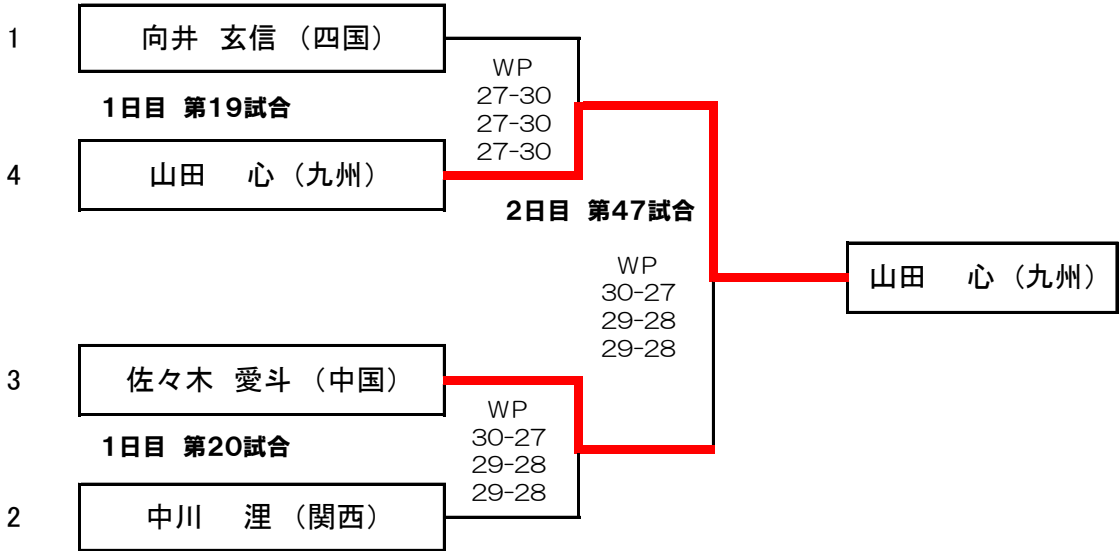 1
向井 玄信 （四国）
WP
27-30
27-30
27-30
1日目 第19試合
4
山田 心 （九州）
2日目 第47試合
WP
30-27
29-28
29-28
山田 心 （九州）
3
佐々木 愛斗 （中国）
WP
30-27
29-28
29-28
1日目 第20試合
2
中川 浬 （関西）